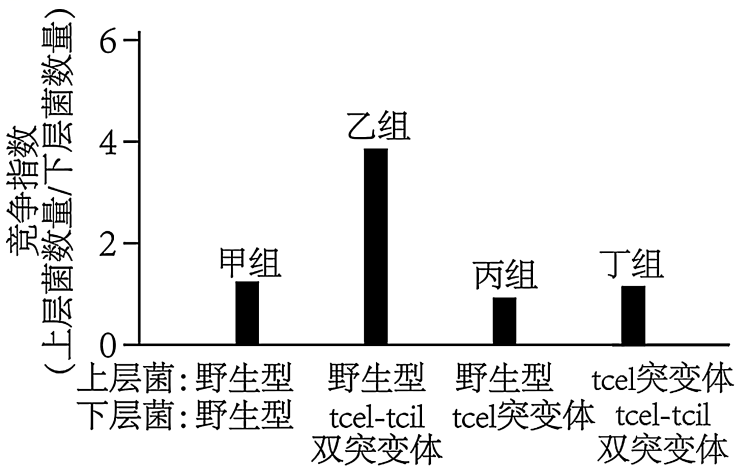 竞争指数
(上层菌数量/下层菌数量)
6
4
2
0
甲组
乙组
丙组
丁组
上层菌:野生型 野生型 野生型 tcel突变体
下层菌:野生型 tcel-tcil tcel突变体 tcel-tcil
双突变体 双突变体